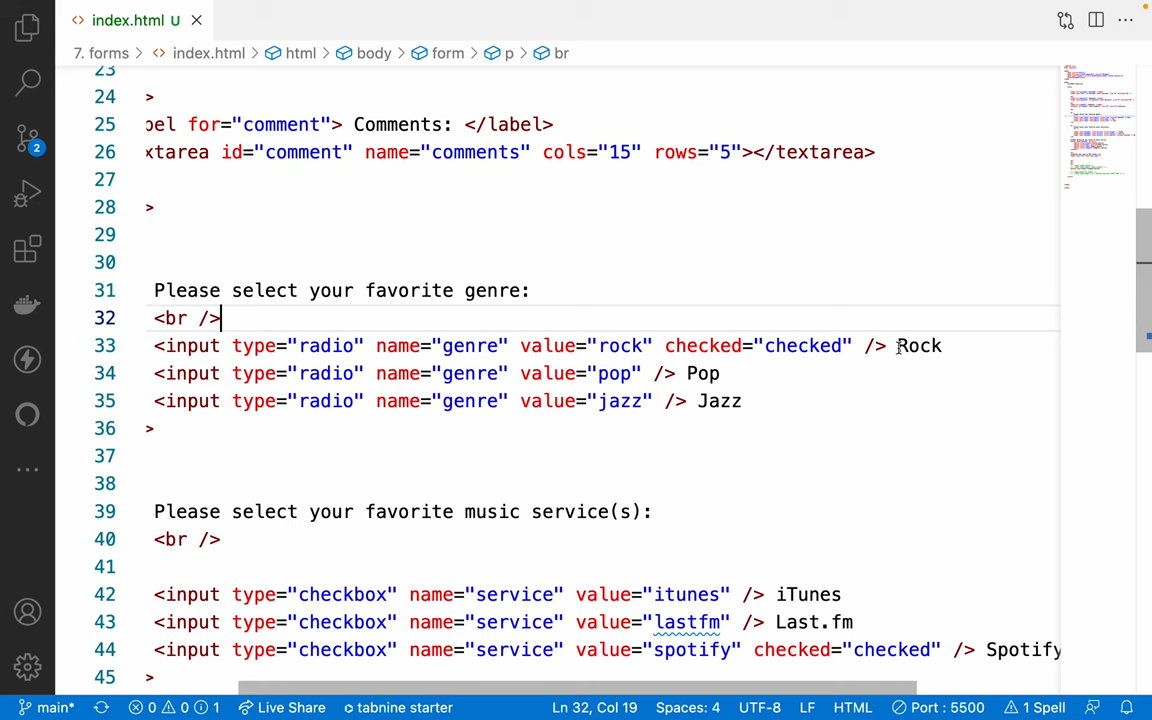 index.html U
7. forms > index.html > html > body > form > p > br
23
24 >
25 bel for="comment"> Comments: </label>
26 xtarea id="comment" name="comments" cols="15" rows="5"></textarea>
27
28 >
29
30
31 Please select your favorite genre:
32 <br />
33 <input type="radio" name="genre" value="rock" checked="checked" /> Rock
34 <input type="radio" name="genre" value="pop" /> Pop
35 <input type="radio" name="genre" value="jazz" /> Jazz
36 >
37
38
39 Please select your favorite music service(s):
40 <br />
41
42 <input type="checkbox" name="service" value="itunes" /> iTunes
43 <input type="checkbox" name="service" value="lastfm" /> Last.fm
44 <input type="checkbox" name="service" value="spotify" checked="checked" /> Spotify
45 >
2
main* 0 0 1 Live Share tabnine starter Ln 32, Col 19 Spaces: 4 UTF-8 LF HTML Port : 5500 1 Spell